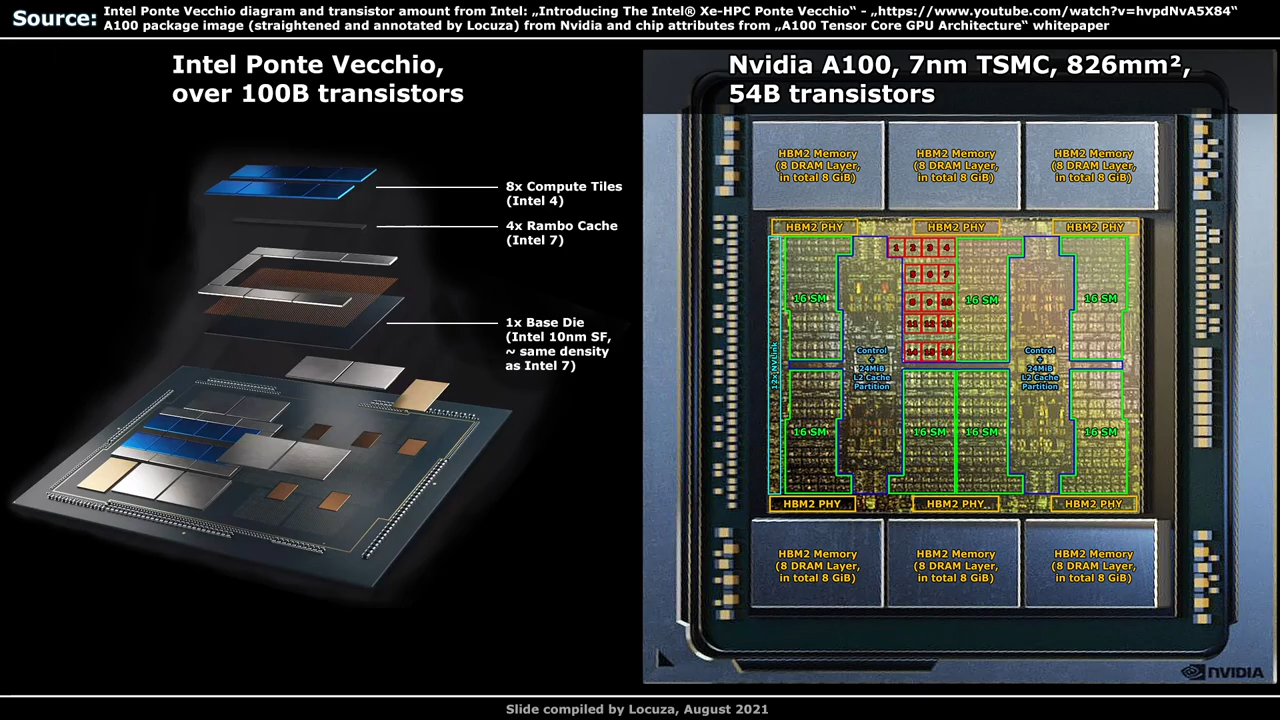 Source:
Intel Ponte Vecchio diagram and transistor amount from Intel: „Introducing The Intel® Xe-HPC Ponte Vecchio“ - „https://www.youtube.com/watch?v=hvpdNvA5X84“
A100 package image (straightened and annotated by Locuza) from Nvidia and chip attributes from „A100 Tensor Core GPU Architecture“ whitepaper
Intel Ponte Vecchio,
over 100B transistors
8x Compute Tiles
(Intel 4)
4x Rambo Cache
(Intel 7)
1x Base Die
(Intel 10nm SF,
~ same density
as Intel 7)
Nvidia A100, 7nm TSMC, 826mm²,
54B transistors
HBM2 Memory
(8 DRAM Layer,
in total 8 GiB)
HBM2 Memory
(8 DRAM Layer,
in total 8 GiB)
HBM2 Memory
(8 DRAM Layer,
in total 8 GiB)
HBM2 PHY
HBM2 PHY
HBM2 PHY
1 2 3 4
5 6 7
8 9 10
11 12 13
14 15 16
16 SM
16 SM
16 SM
12x NVLink
Control
+
24MiB
L2 Cache
Partition
Control
+
24MiB
L2 Cache
Partition
16 SM
16 SM
16 SM
16 SM
HBM2 PHY
HBM2 PHY
HBM2 PHY
HBM2 Memory
(8 DRAM Layer,
in total 8 GiB)
HBM2 Memory
(8 DRAM Layer,
in total 8 GiB)
HBM2 Memory
(8 DRAM Layer,
in total 8 GiB)
NVIDIA
Slide compiled by Locuza, August 2021